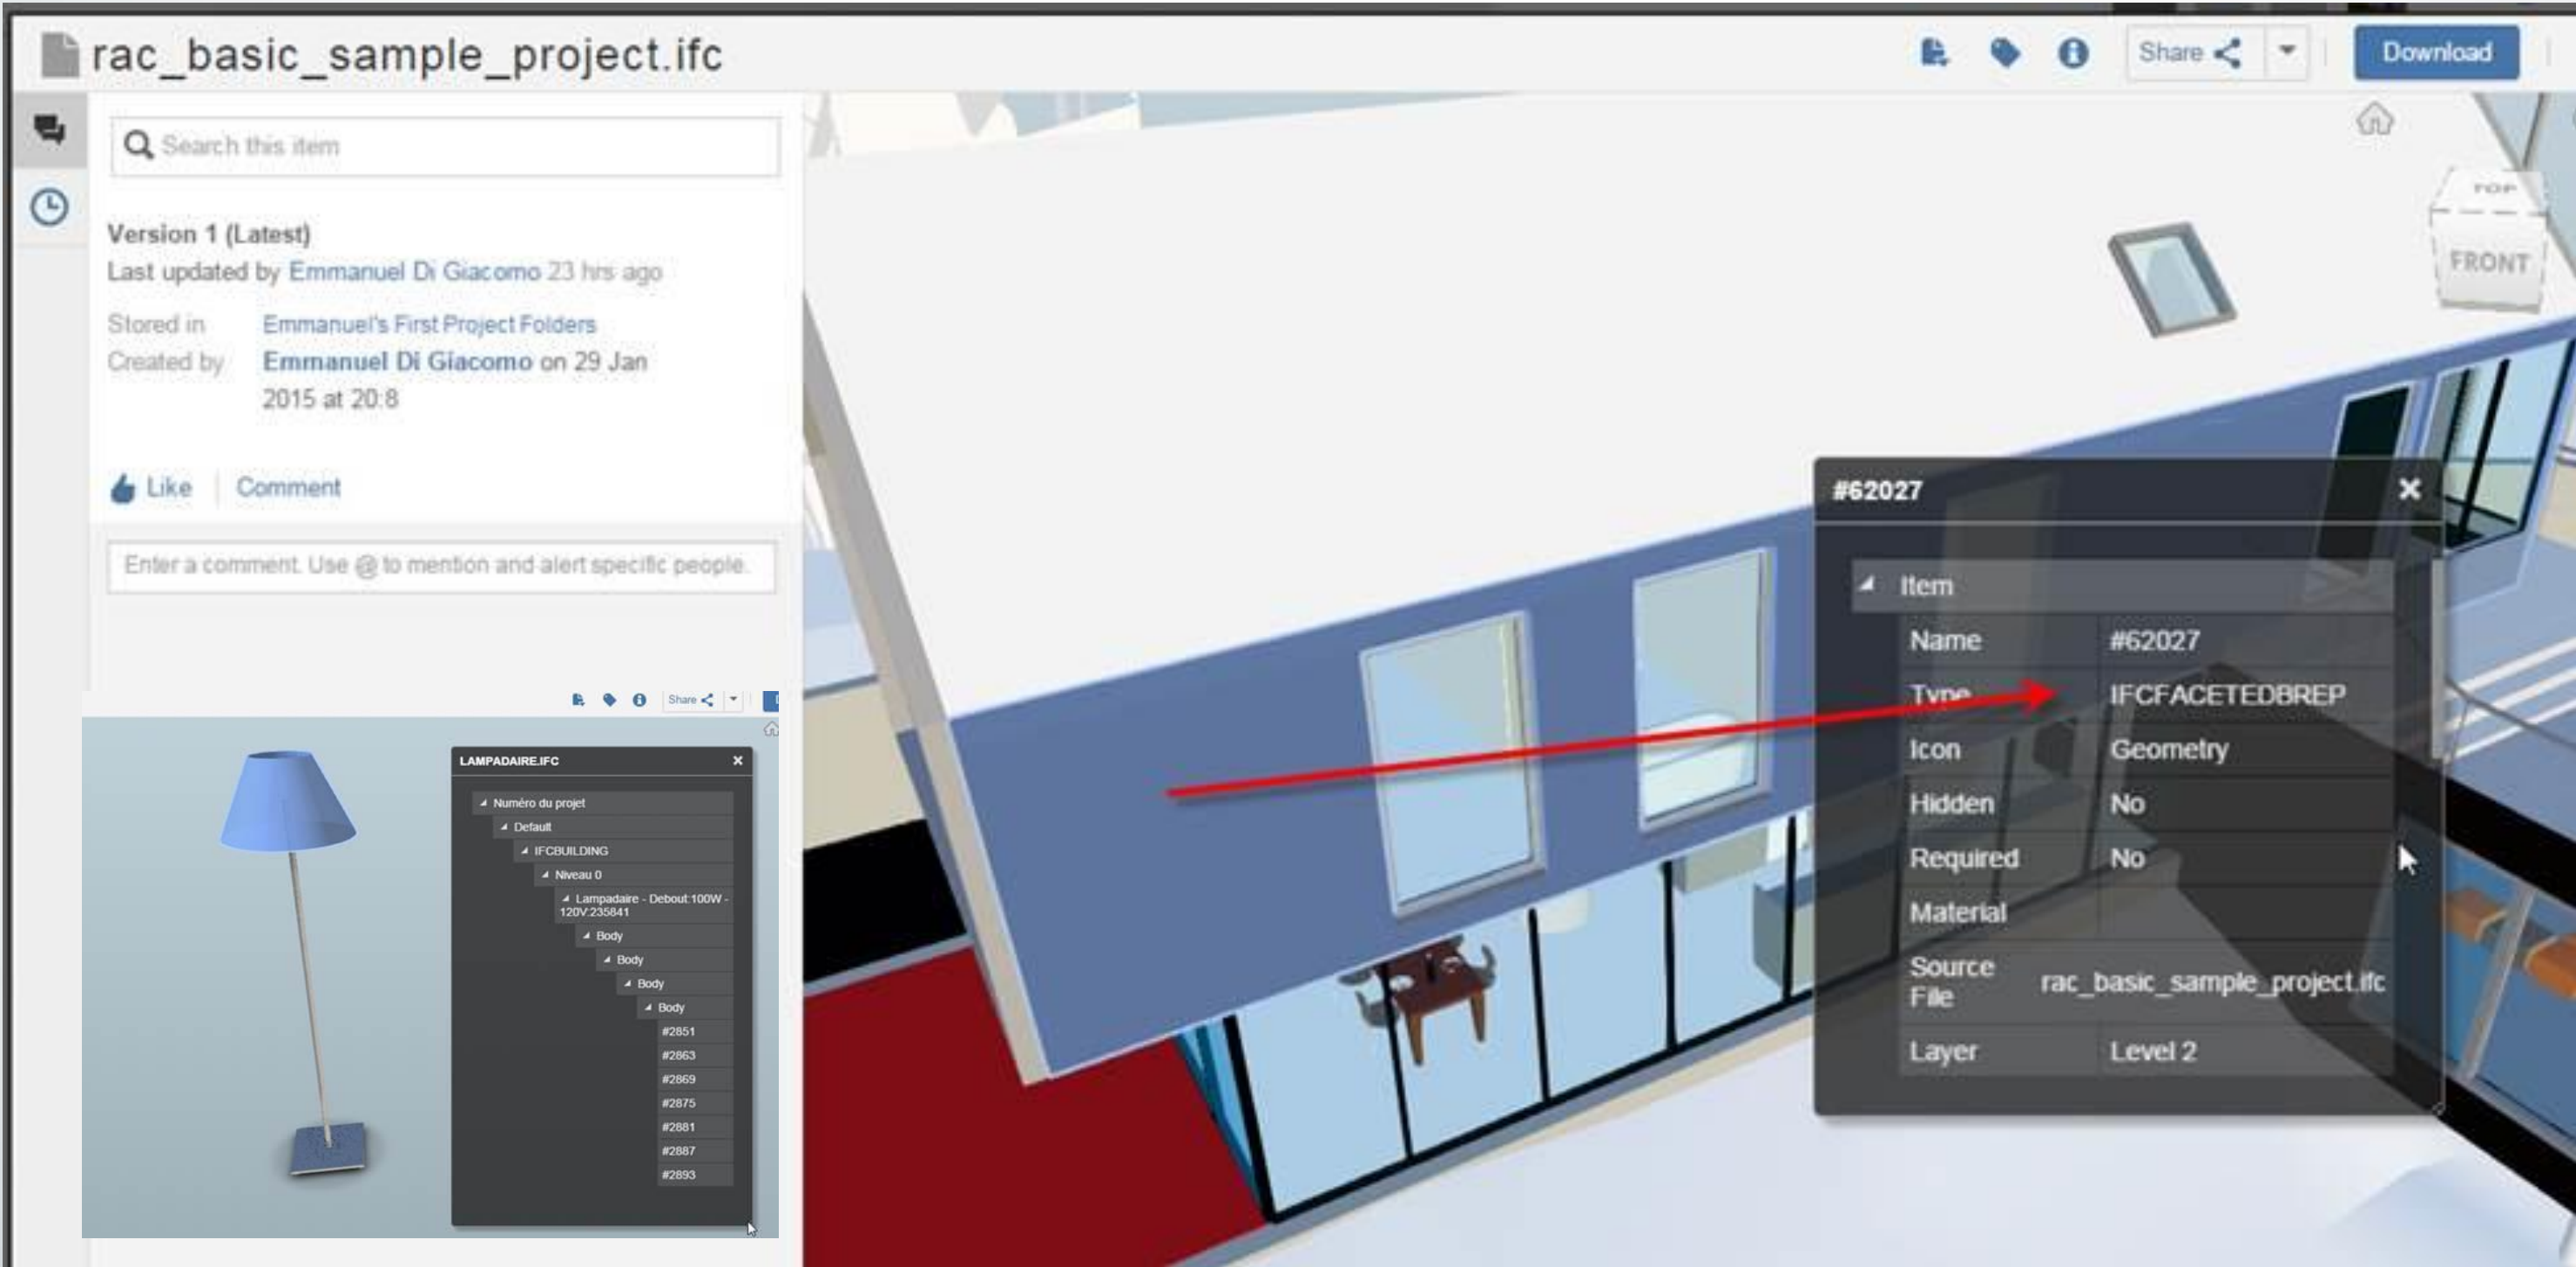 rac_basic_sample_project.ifc
Share
Download
Search this item
Version 1 (Latest)
Last updated by Emmanuel Di Giacomo 23 hrs ago
Stored in Emmanuel's First Project Folders
Created by Emmanuel Di Giacomo on 29 Jan
2015 at 20:8
Like Comment
Enter a comment. Use @ to mention and alert specific people.
TOP
FRONT
#62027
Item
Name #62027
Type IFCFACETEDBREP
Icon Geometry
Hidden No
Required No
Material
Source
File rac_basic_sample_project.ifc
Layer Level 2
Share
LAMPADAIRE.IFC
Numéro du projet
Default
IFCBUILDING
Niveau 0
Lampadaire - Debout:100W -
120V:235841
Body
Body
Body
Body
#2851
#2863
#2869
#2875
#2881
#2887
#2893